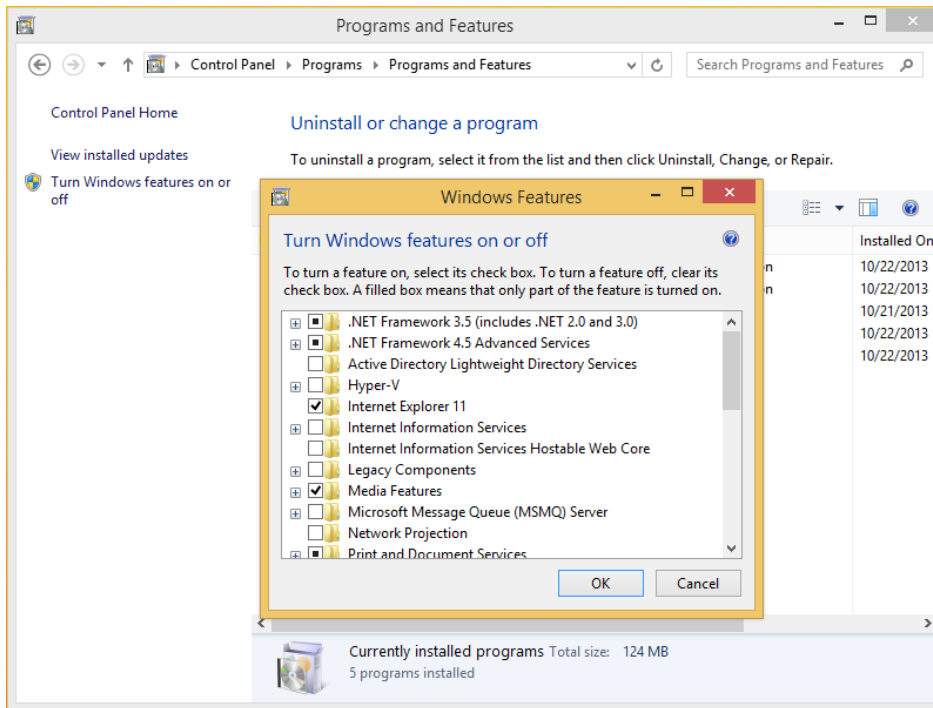 Programs and Features
Control Panel Programs Programs and Features
Search Programs and Features
Control Panel Home
View installed updates
Turn Windows features on or
off
Uninstall or change a program
To uninstall a program, select it from the list and then click Uninstall, Change, or Repair.
Installed On
10/22/2013
10/22/2013
10/21/2013
10/22/2013
10/22/2013
Windows Features
Turn Windows features on or off
To turn a feature on, select its check box. To turn a feature off, clear its
check box. A filled box means that only part of the feature is turned on.
.NET Framework 3.5 (includes .NET 2.0 and 3.0)
.NET Framework 4.5 Advanced Services
Active Directory Lightweight Directory Services
Hyper-V
Internet Explorer 11
Internet Information Services
Internet Information Services Hostable Web Core
Legacy Components
Media Features
Microsoft Message Queue (MSMQ) Server
Network Projection
Print and Document Services
OK
Cancel
Currently installed programs Total size: 124 MB
5 programs installed